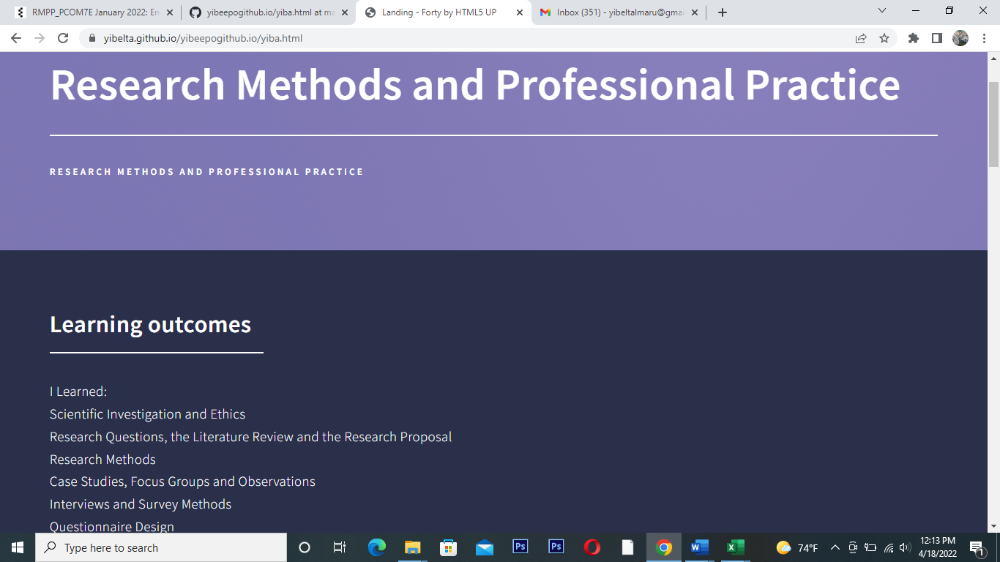 RMPP_PCOM7E January 2022: En
yibeepogithub.io/yiba.html at ma
Landing - Forty by HTML5 UP
Inbox (351) - yibeltalmaru@gmai
yibelta.github.io/yibeepogithub.io/yiba.html
Research Methods and Professional Practice
RESEARCH METHODS AND PROFESSIONAL PRACTICE
Learning outcomes
I Learned:
Scientific Investigation and Ethics
Research Questions, the Literature Review and the Research Proposal
Research Methods
Case Studies, Focus Groups and Observations
Interviews and Survey Methods
Questionnaire Design
Type here to search
Ps
Ps
W
X
74°F
12:13 PM
4/18/2022
1